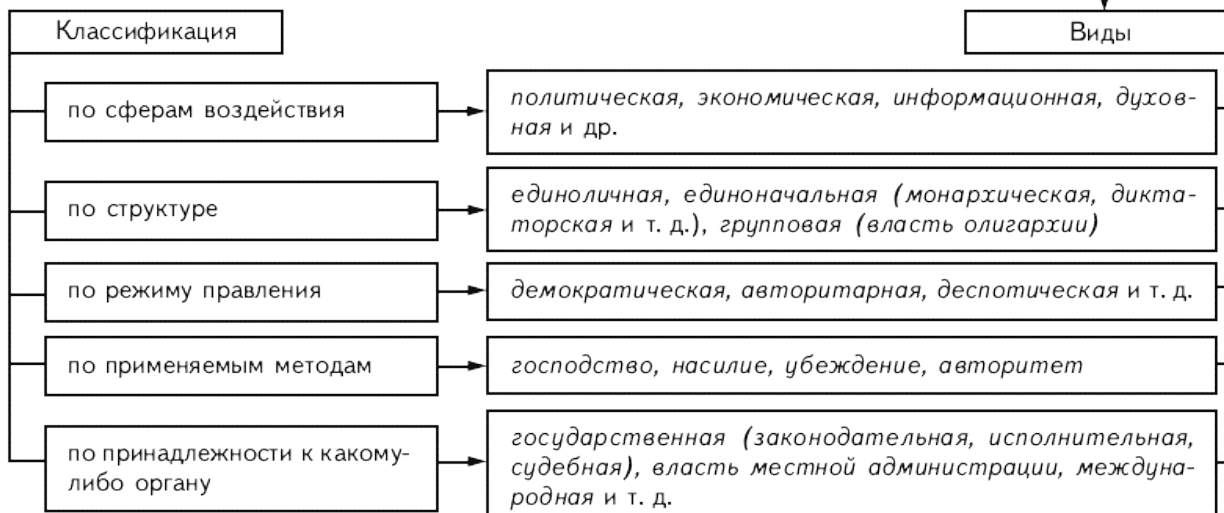 Классификация
Виды
по сферам воздействия
политическая, экономическая, информационная, духов-
ная и др.
по структуре
единоличная, единоначальная (монархическая, дикта-
торская и т. д.), групповая (власть олигархии)
по режиму правления
демократическая, авторитарная, деспотическая и т. д.
по применяемым методам
господство, насилие, убеждение, авторитет
по принадлежности к какому-
либо органу
государственная (законодательная, исполнительная,
судебная), власть местной администрации, междуна-
родная и т. д.